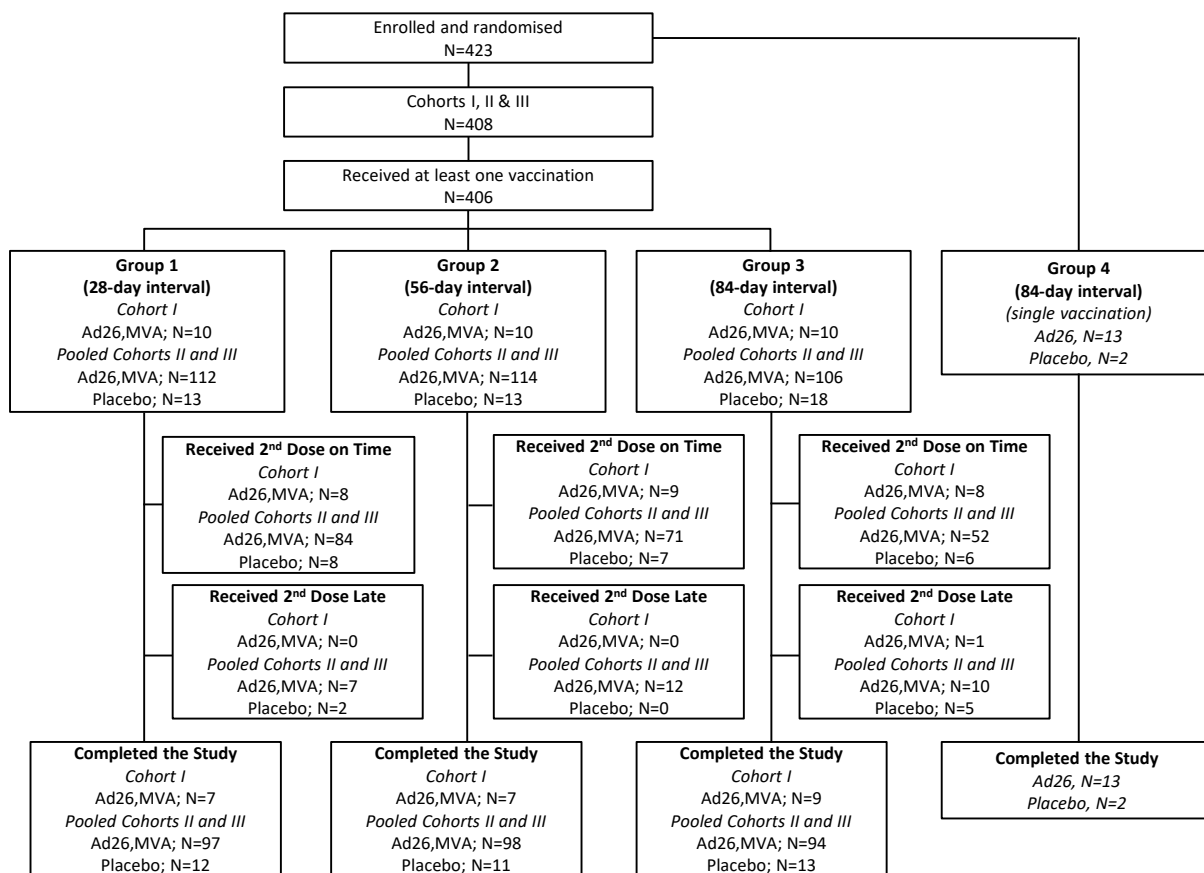 Enrolled and randomised
N=423
Cohorts I, II & III
N=408
Received at least one vaccination
N=406
Group 1
(28-day interval)
Cohort I
Ad26,MVA; N=10
Pooled Cohorts II and III
Ad26,MVA; N=112
Placebo; N=13
Group 2
(56-day interval)
Cohort I
Ad26,MVA; N=10
Pooled Cohorts II and III
Ad26,MVA; N=114
Placebo; N=13
Group 3
(84-day interval)
Cohort I
Ad26,MVA; N=10
Pooled Cohorts II and III
Ad26,MVA; N=106
Placebo; N=18
Group 4
(84-day interval)
(single vaccination)
Ad26, N=13
Placebo, N=2
Received 2nd Dose on Time
Cohort I
Ad26,MVA; N=8
Pooled Cohorts II and III
Ad26,MVA; N=84
Placebo; N=8
Received 2nd Dose on Time
Cohort I
Ad26,MVA; N=9
Pooled Cohorts II and III
Ad26,MVA; N=71
Placebo; N=7
Received 2nd Dose on Time
Cohort I
Ad26,MVA; N=8
Pooled Cohorts II and III
Ad26,MVA; N=52
Placebo; N=6
Received 2nd Dose Late
Cohort I
Ad26,MVA; N=0
Pooled Cohorts II and III
Ad26,MVA; N=7
Placebo; N=2
Received 2nd Dose Late
Cohort I
Ad26,MVA; N=0
Pooled Cohorts II and III
Ad26,MVA; N=12
Placebo; N=0
Received 2nd Dose Late
Cohort I
Ad26,MVA; N=1
Pooled Cohorts II and III
Ad26,MVA; N=10
Placebo; N=5
Completed the Study
Cohort I
Ad26,MVA; N=7
Pooled Cohorts II and III
Ad26,MVA; N=97
Placebo; N=12
Completed the Study
Cohort I
Ad26,MVA; N=7
Pooled Cohorts II and III
Ad26,MVA; N=98
Placebo; N=11
Completed the Study
Cohort I
Ad26,MVA; N=9
Pooled Cohorts II and III
Ad26,MVA; N=94
Placebo; N=13
Completed the Study
Ad26, N=13
Placebo, N=2